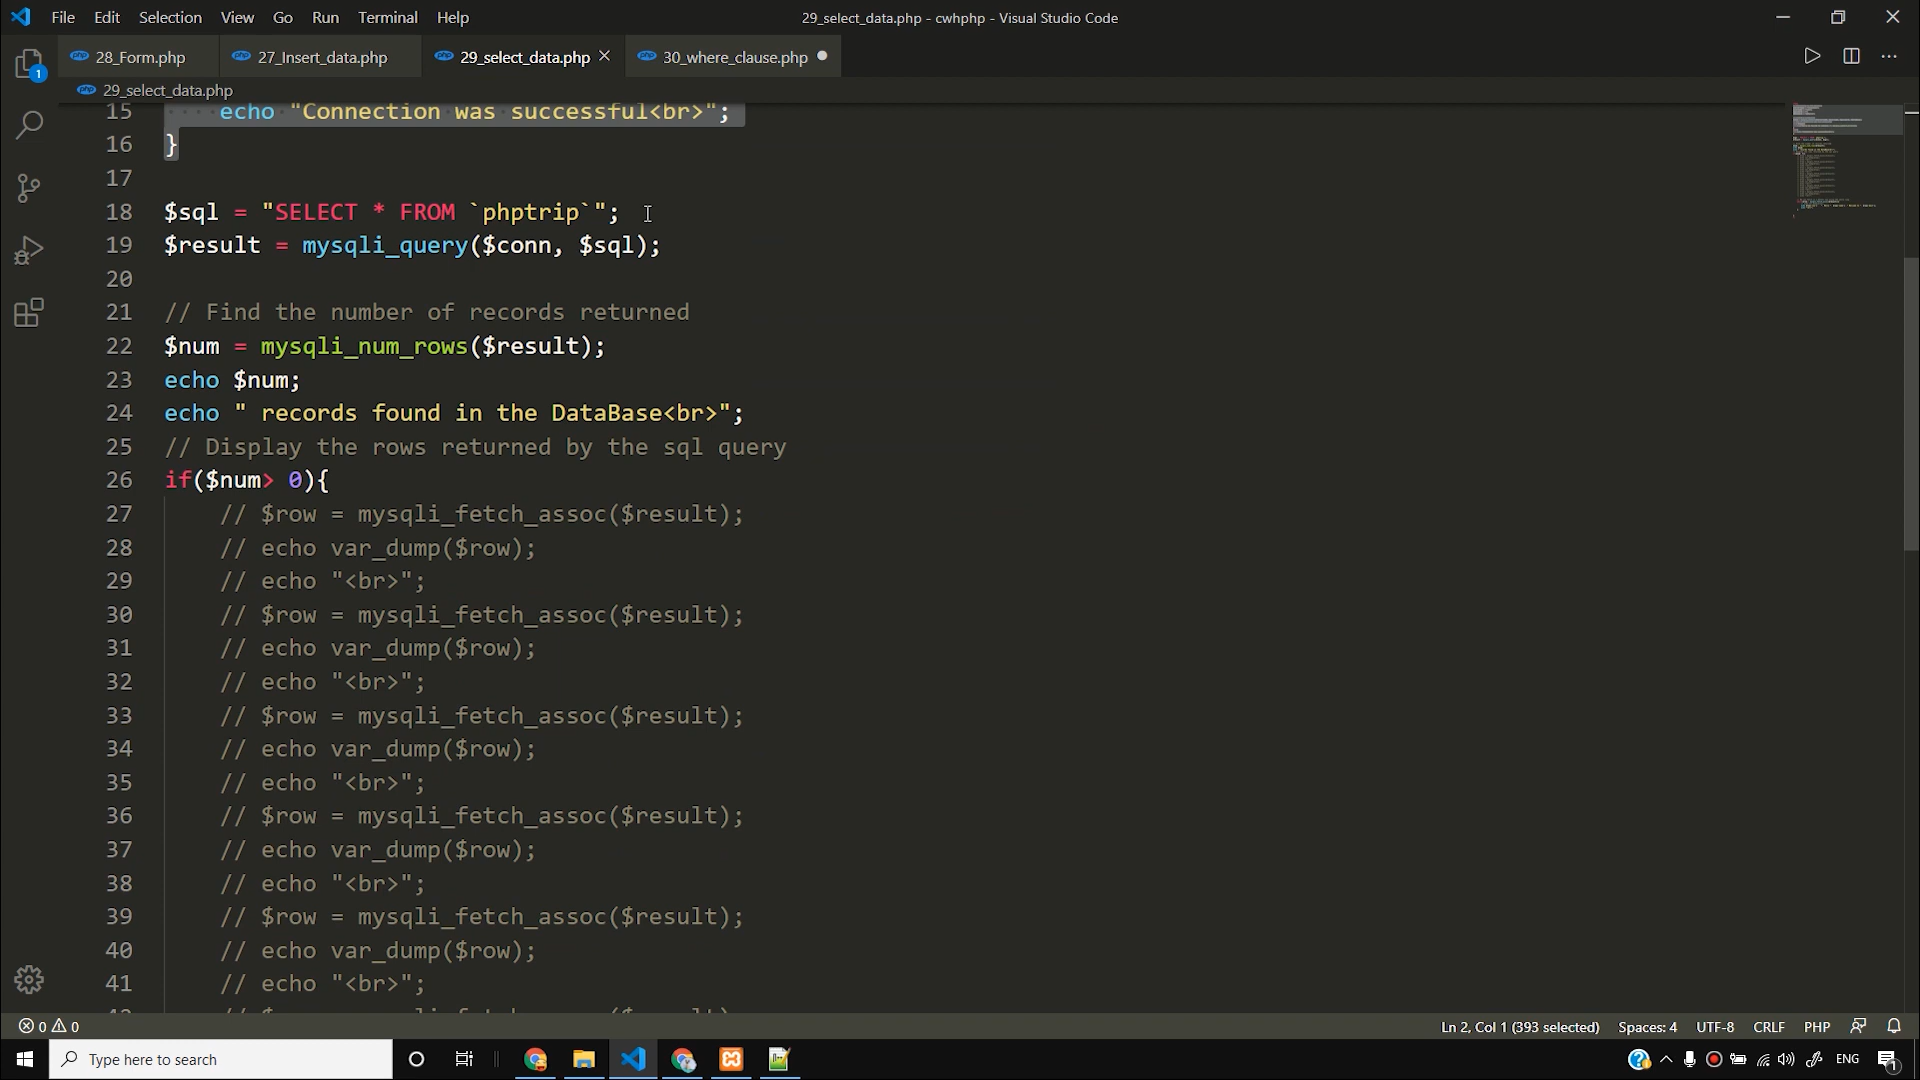 File Edit Selection View Go Run Terminal Help
29_select_data.php - cwhphp - Visual Studio Code
28_Form.php 27_Insert_data.php 29_select_data.php 30_where_clause.php
1
29_select_data.php
15 echo "Connection was successful<br>";
16 }
17
18 $sql = "SELECT * FROM `phptrip`";
19 $result = mysqli_query($conn, $sql);
20
21 // Find the number of records returned
22 $num = mysqli_num_rows($result);
23 echo $num;
24 echo " records found in the DataBase<br>";
25 // Display the rows returned by the sql query
26 if($num> 0){
27 // $row = mysqli_fetch_assoc($result);
28 // echo var_dump($row);
29 // echo "<br>";
30 // $row = mysqli_fetch_assoc($result);
31 // echo var_dump($row);
32 // echo "<br>";
33 // $row = mysqli_fetch_assoc($result);
34 // echo var_dump($row);
35 // echo "<br>";
36 // $row = mysqli_fetch_assoc($result);
37 // echo var_dump($row);
38 // echo "<br>";
39 // $row = mysqli_fetch_assoc($result);
40 // echo var_dump($row);
41 // echo "<br>";
0 0
Ln 2, Col 1 (393 selected) Spaces: 4 UTF-8 CRLF PHP
Type here to search
ENG
1